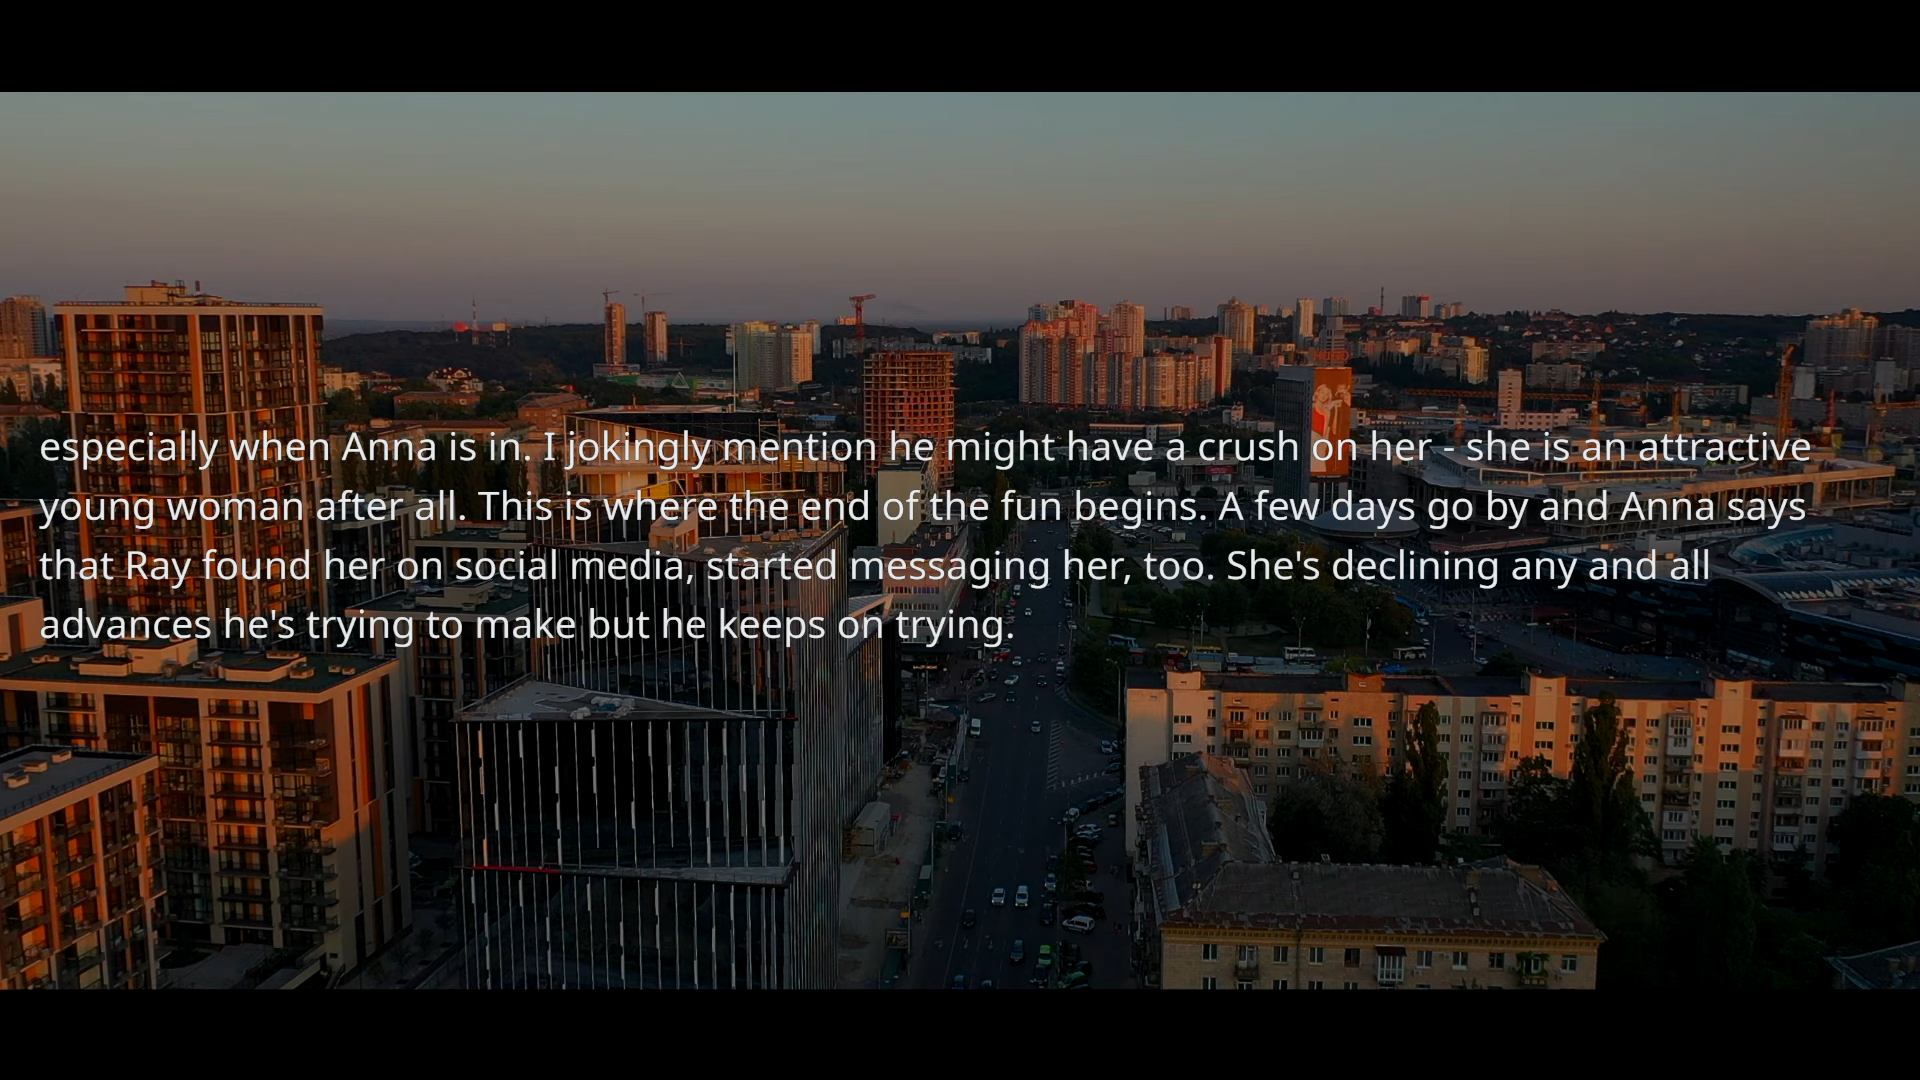 especially when Anna is in. I jokingly mention he might have a crush on her - she is an attractive
young woman after all. This is where the end of the fun begins. A few days go by and Anna says
that Ray found her on social media, started messaging her, too. She's declining any and all
advances he's trying to make but he keeps on trying.